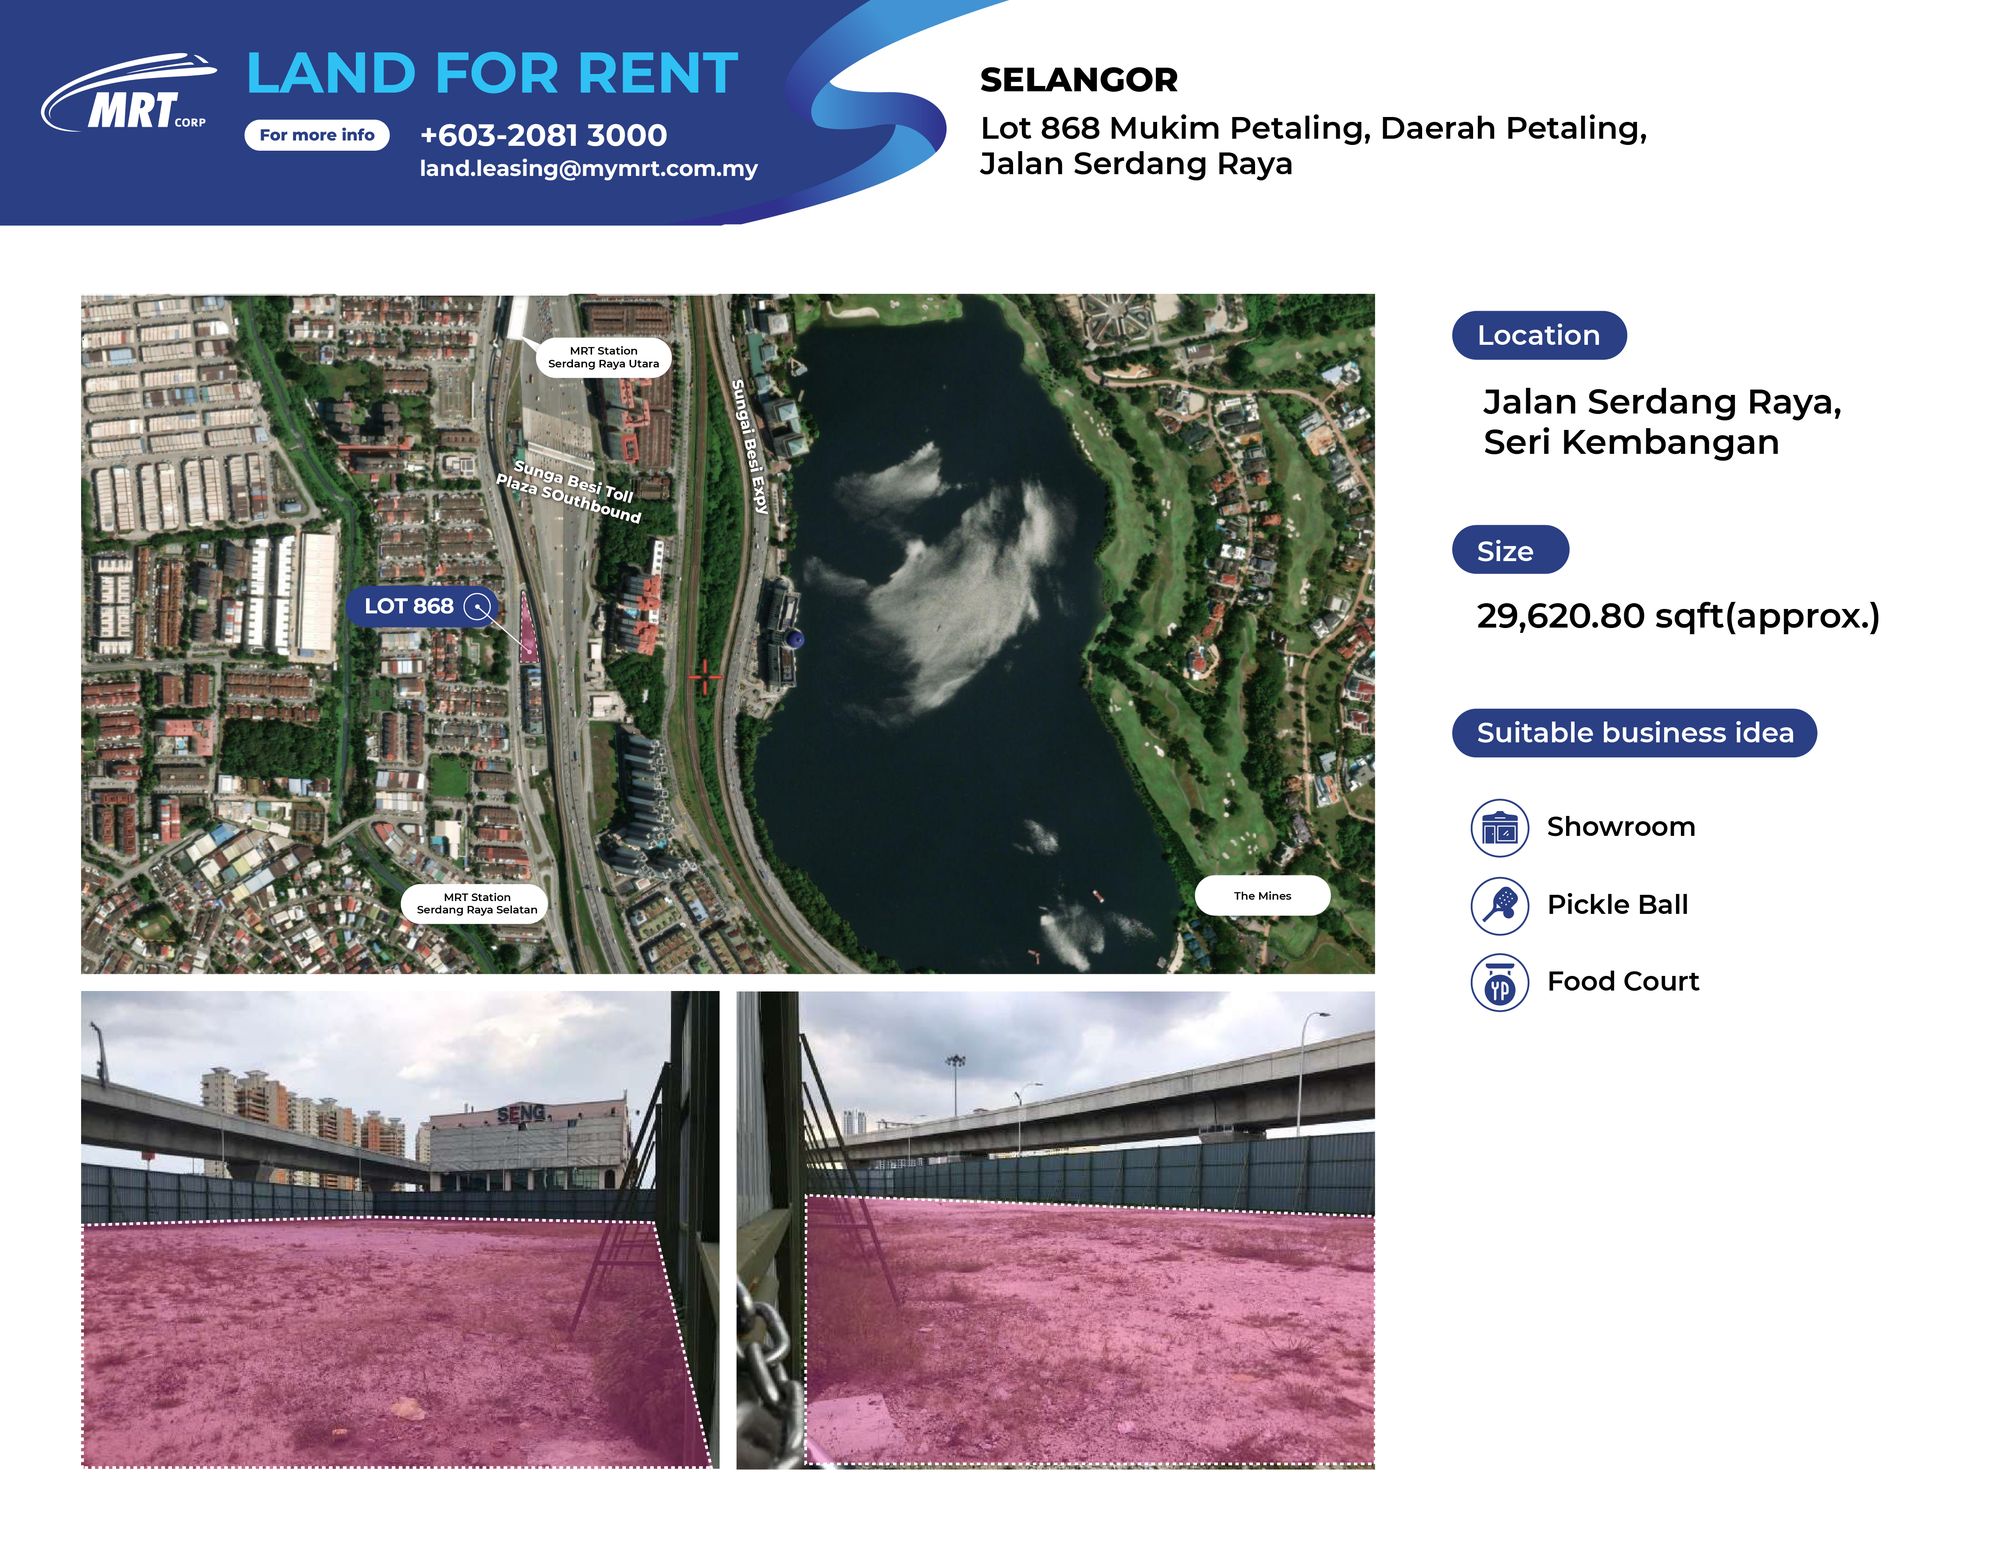 MRT CORP
LAND FOR RENT
For more info
+603-2081 3000
land.leasing@mymrt.com.my
SELANGOR
Lot 868 Mukim Petaling, Daerah Petaling,
Jalan Serdang Raya
MRT Station
Serdang Raya Utara
Sungai Besi Expy
Sunga Besi Toll
Plaza SOuthbound
LOT 868
MRT Station
Serdang Raya Selatan
The Mines
Location
Jalan Serdang Raya,
Seri Kembangan
Size
29,620.80 sqft(approx.)
Suitable business idea
Showroom
Pickle Ball
Food Court
SENG